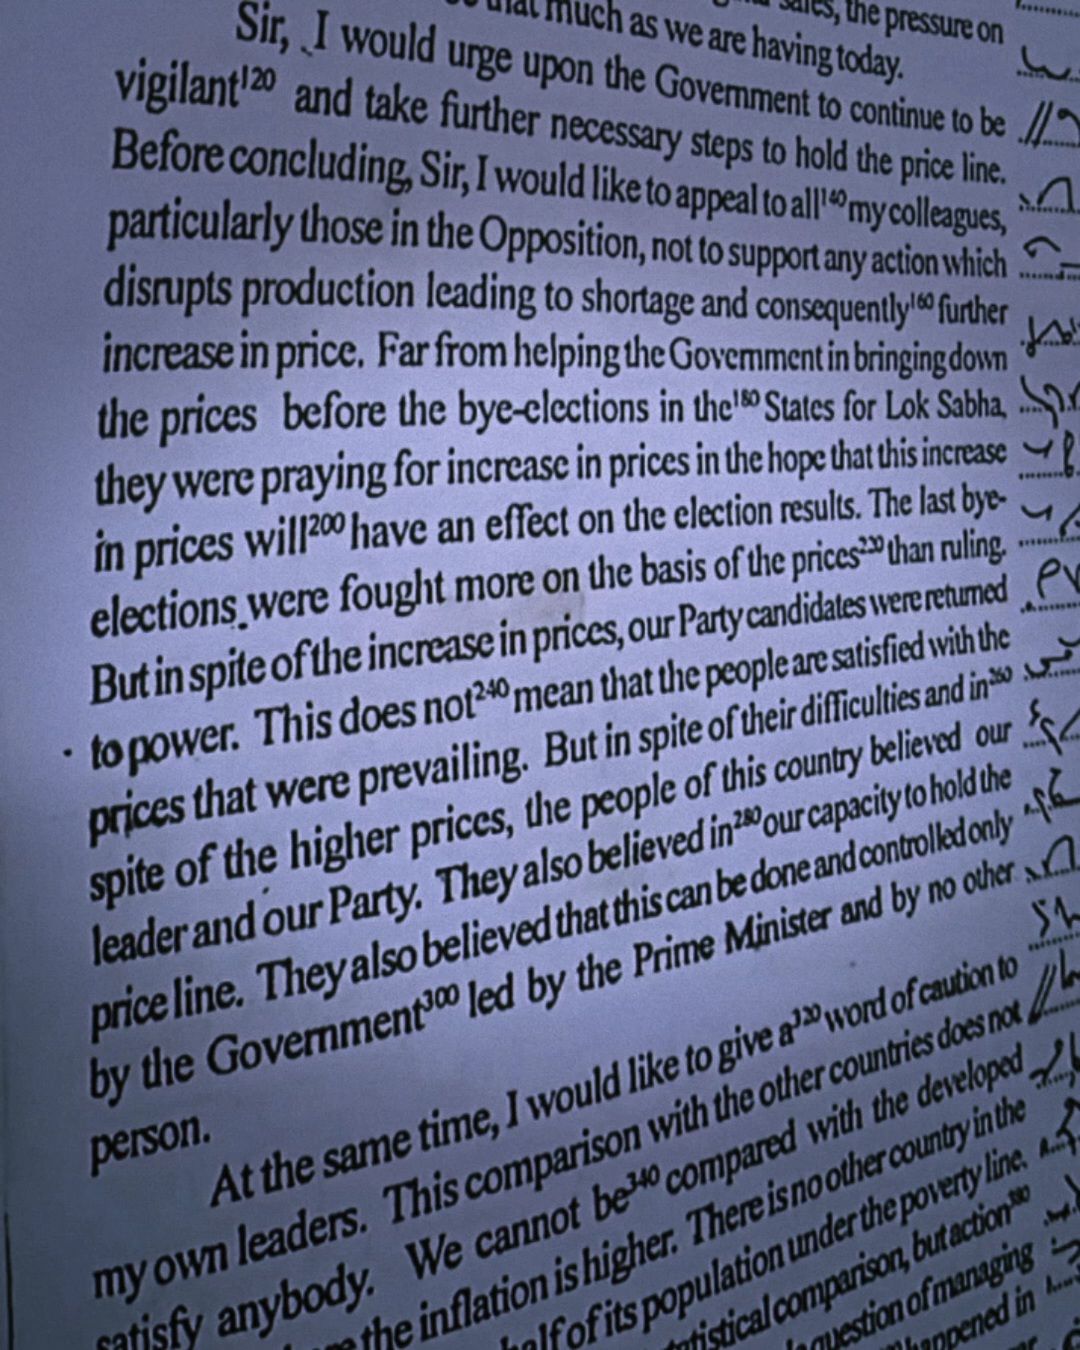 that much as we are having today.
sales, the pressure on
Sir, I would urge upon the Government to continue to be
vigilant¹²⁰ and take further necessary steps to hold the price line.
Before concluding, Sir, I would like to appeal to all¹⁴⁰ my colleagues,
particularly those in the Opposition, not to support any action which
disrupts production leading to shortage and consequently¹⁶⁰ further
increase in price. Far from helping the Government in bringing down
the prices before the bye-elections in the¹⁸⁰ States for Lok Sabha,
they were praying for increase in prices in the hope that this increase
in prices will²⁰⁰ have an effect on the election results. The last bye-
elections were fought more on the basis of the prices²²⁰ than ruling.
But in spite of the increase in prices, our Party candidates were returned
to power. This does not²⁴⁰ mean that the people are satisfied with the
prices that were prevailing. But in spite of their difficulties and in²⁶⁰
spite of the higher prices, the people of this country believed our
leader and our Party. They also believed in²⁸⁰ our capacity to hold the
price line. They also believed that this can be done and controlled only
by the Government³⁰⁰ led by the Prime Minister and by no other
person.
At the same time, I would like to give a³²⁰ word of caution to
my own leaders. This comparison with the other countries does not
satisfy anybody. We cannot be³⁴⁰ compared with the developed
the inflation is higher. There is no other country in the
half of its population under the poverty line.
comparison, but action³⁸⁰
question of managing
happened in